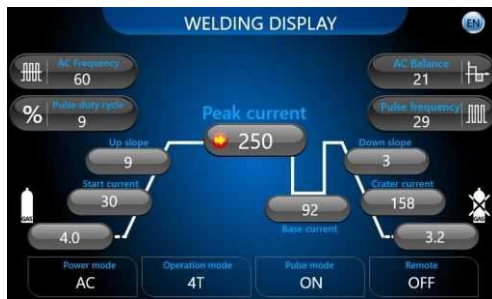 WELDING DISPLAY
EN
AC Frequency
60
AC Balance
21
%
Pulse duty cycle
9
Pulse frequency
29
Peak current
250
Up slope
9
Down slope
3
Start current
30
Crater current
158
92
Base current
GAS
4.0
3.2
GAS
Power mode
AC
Operation mode
4T
Pulse mode
ON
Remote
OFF